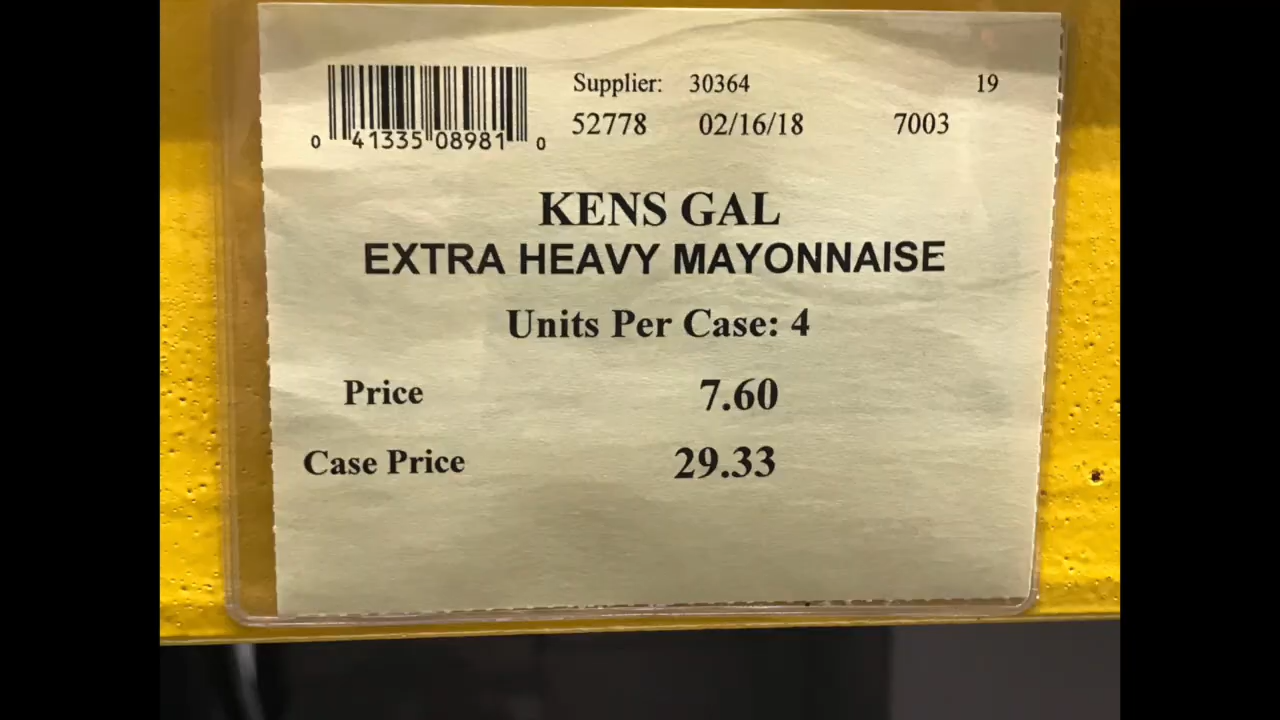 Supplier: 30364 19
52778 02/16/18 7003
0 41335 08981 0
KENS GAL
EXTRA HEAVY MAYONNAISE
Units Per Case: 4
Price 7.60
Case Price 29.33